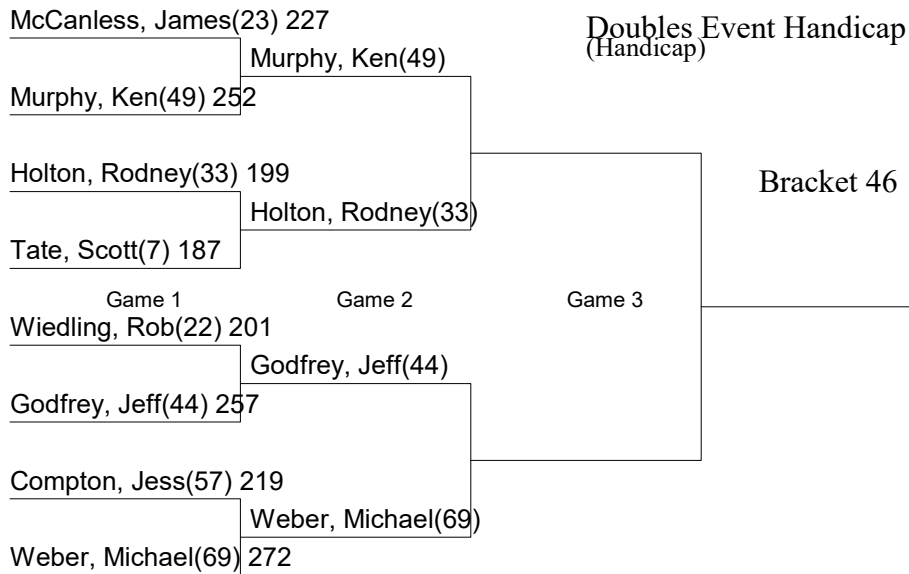 McCanless, James(23) 227
Doubles Event Handicap
(Handicap)
Murphy, Ken(49)
Murphy, Ken(49) 252
Holton, Rodney(33) 199
Bracket 46
Holton, Rodney(33)
Tate, Scott(7) 187
Game 1 Game 2 Game 3
Wiedling, Rob(22) 201
Godfrey, Jeff(44)
Godfrey, Jeff(44) 257
Compton, Jess(57) 219
Weber, Michael(69)
Weber, Michael(69) 272